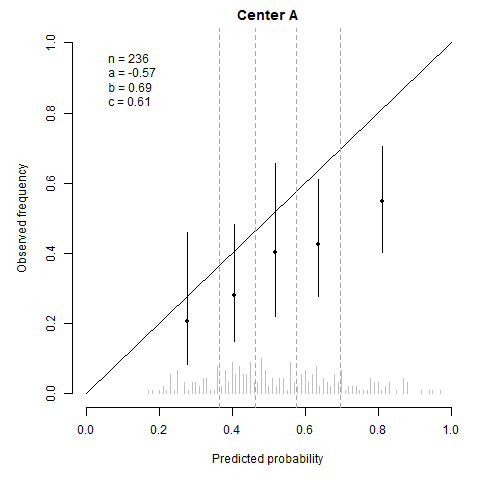 Center A
n = 236
a = -0.57
b = 0.69
c = 0.61
Observed frequency
1.0
0.8
0.6
0.4
0.2
0.0
0.0 0.2 0.4 0.6 0.8 1.0
Predicted probability